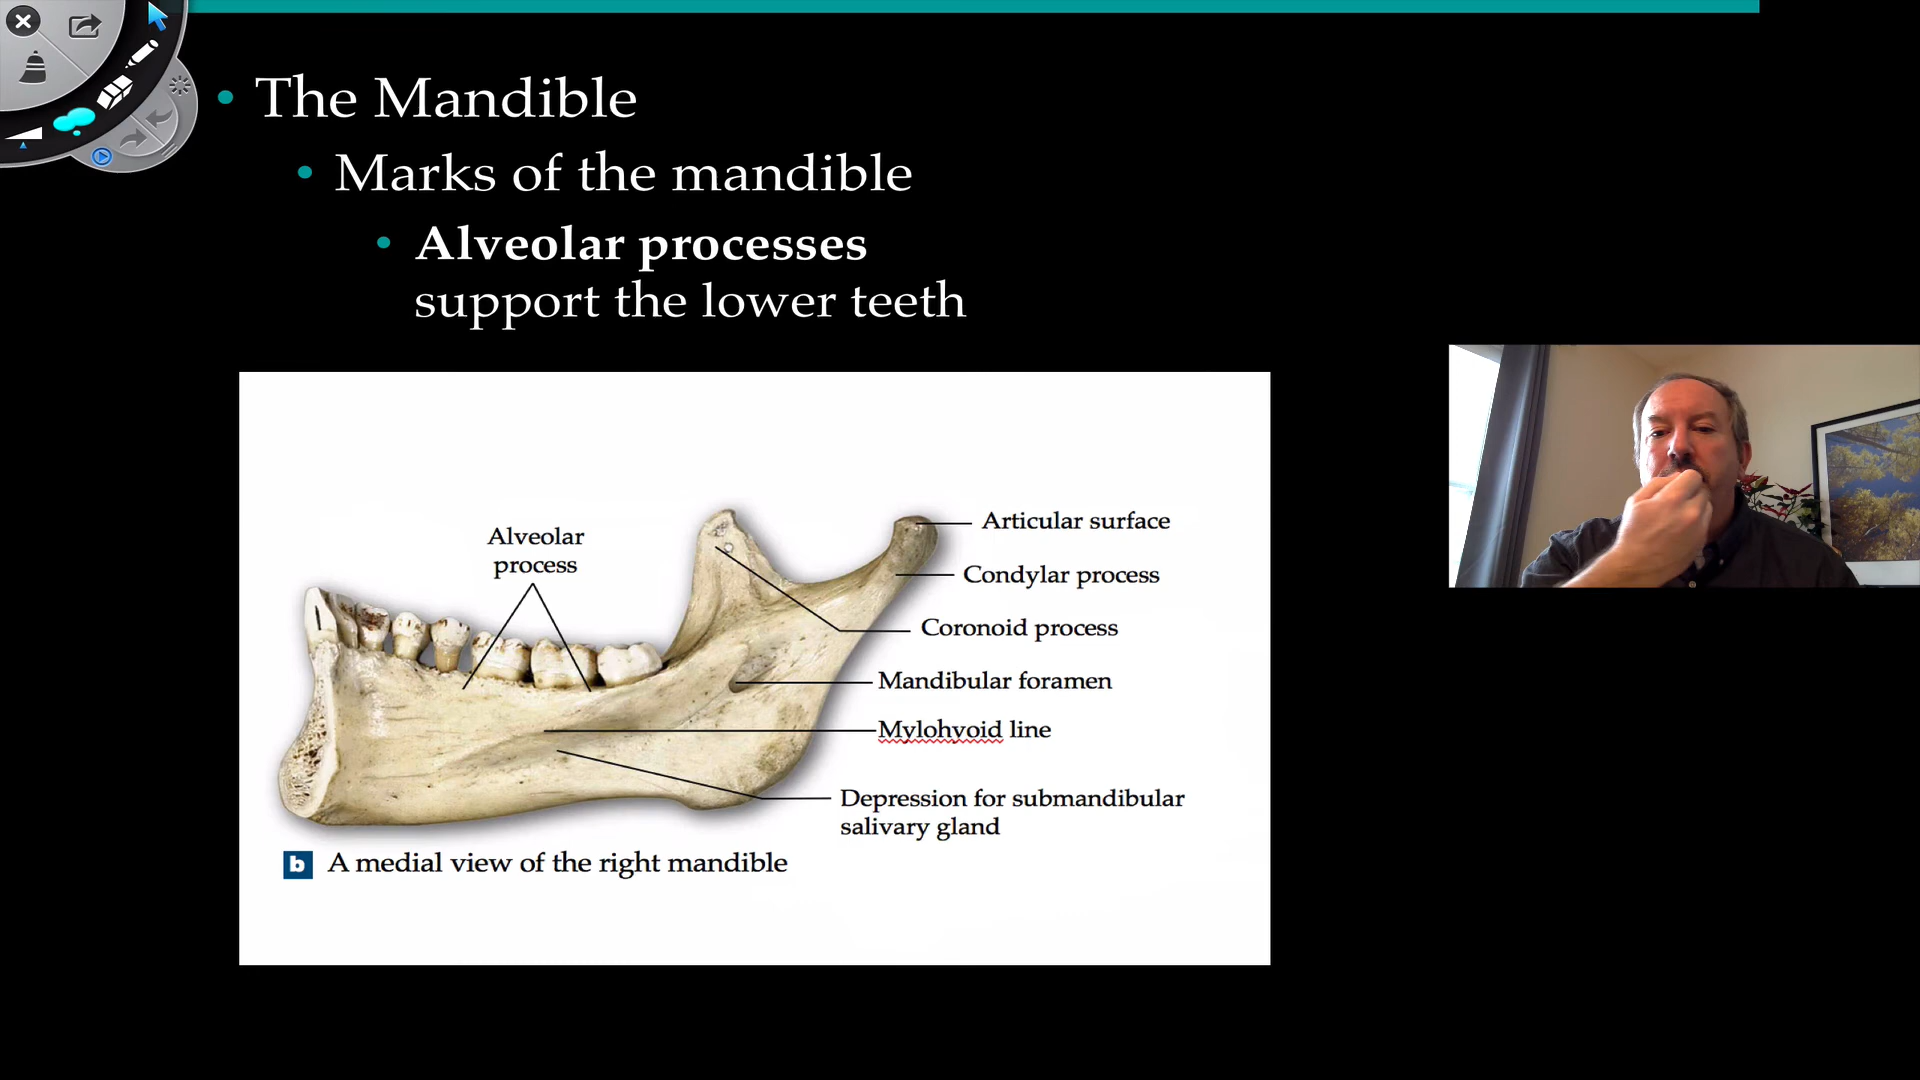 The Mandible
Marks of the mandible
Alveolar processes
support the lower teeth
Alveolar
process
Articular surface
Condylar process
Coronoid process
Mandibular foramen
Mylohyoid line
Depression for submandibular
salivary gland
b A medial view of the right mandible